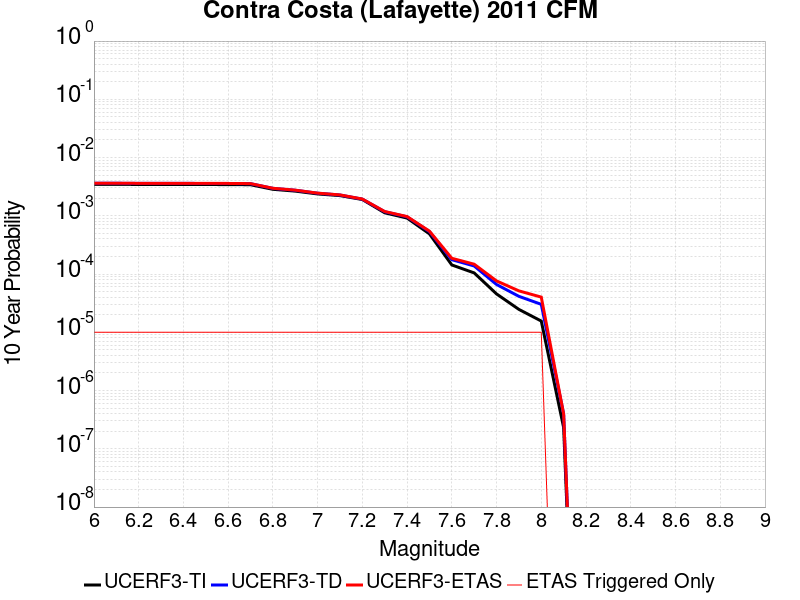 Contra Costa (Lafayette) 2011 CFM
10 0
10 -1
10 -2
10 -3
10 -4
10 -5
10 -6
10 -7
10 -8
10 Year Probability
6 6.2 6.4 6.6 6.8 7 7.2 7.4 7.6 7.8 8 8.2 8.4 8.6 8.8 9
Magnitude
UCERF3-TI UCERF3-TD UCERF3-ETAS ETAS Triggered Only